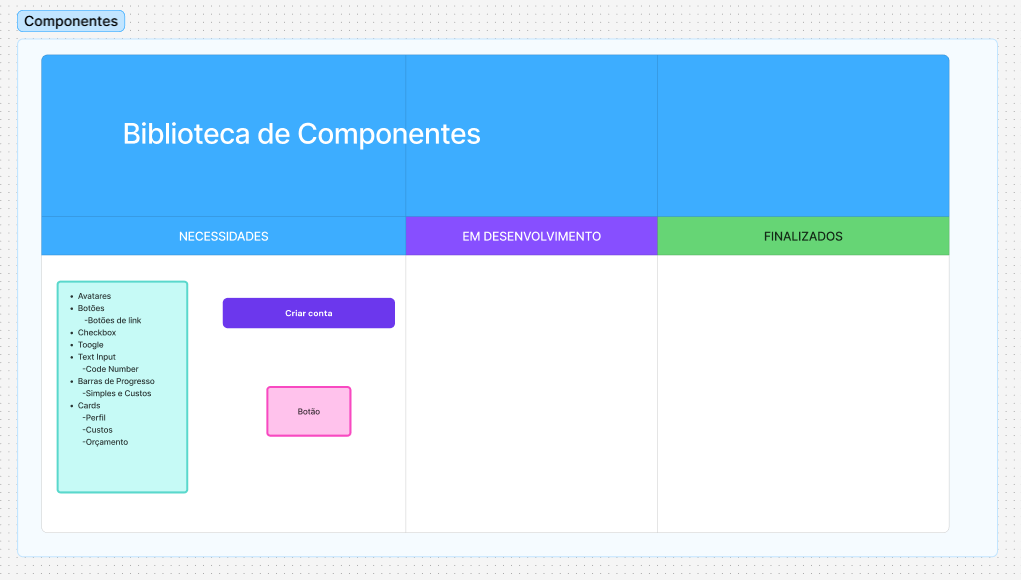 Componentes
Biblioteca de Componentes
NECESSIDADES
EM DESENVOLVIMENTO
FINALIZADOS
• Avatares
• Botões
-Botões de link
• Checkbox
• Toogle
• Text Input
-Code Number
• Barras de Progresso
-Simples e Custos
• Cards
-Perfil
-Custos
-Orçamento
Criar conta
Botão